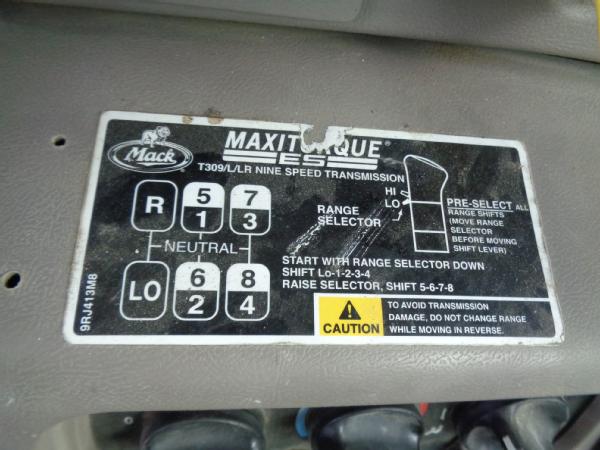 Mack
MAXITORQUE
ES
T309/L/LR NINE SPEED TRANSMISSION
R
5
1
7
3
NEUTRAL
LO
6
2
8
4
HI
LO
RANGE
SELECTOR
PRE-SELECT ALL
RANGE SHIFTS
(MOVE RANGE
SELECTOR
BEFORE MOVING
SHIFT LEVER)
START WITH RANGE SELECTOR DOWN
SHIFT Lo-1-2-3-4
RAISE SELECTOR, SHIFT 5-6-7-8
CAUTION
TO AVOID TRANSMISSION
DAMAGE, DO NOT CHANGE RANGE
WHILE MOVING IN REVERSE.
9RJ413M8